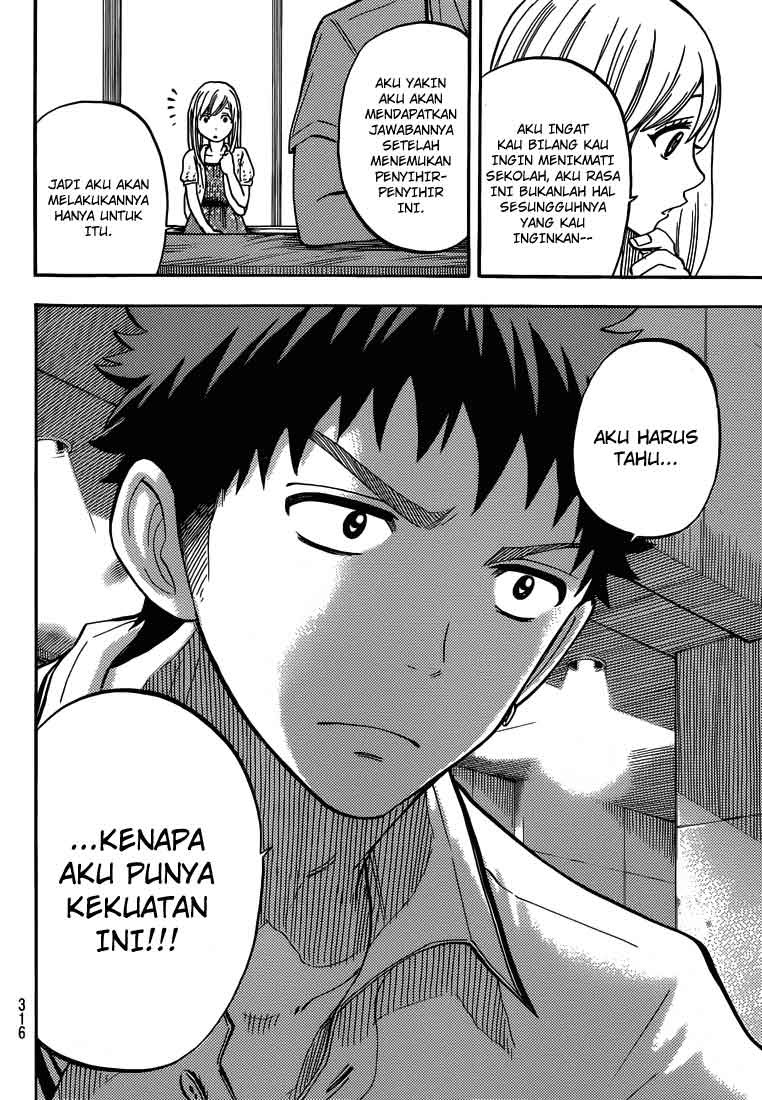 AKU INGAT
KAU BILANG KAU
INGIN MENIKMATI
SEKOLAH, AKU RASA
INI BUKANLAH HAL
SESUNGGUHNYA
YANG KAU
INGINKAN--
AKU YAKIN
AKU AKAN
MENDAPATKAN
JAWABANNYA
SETELAH
MENEMUKAN
PENYIHIR-
PENYIHIR
INI.
JADI AKU AKAN
MELAKUKANNYA
HANYA UNTUK
ITU.
AKU HARUS
TAHU...
...KENAPA
AKU PUNYA
KEKUATAN
INI!!!
316